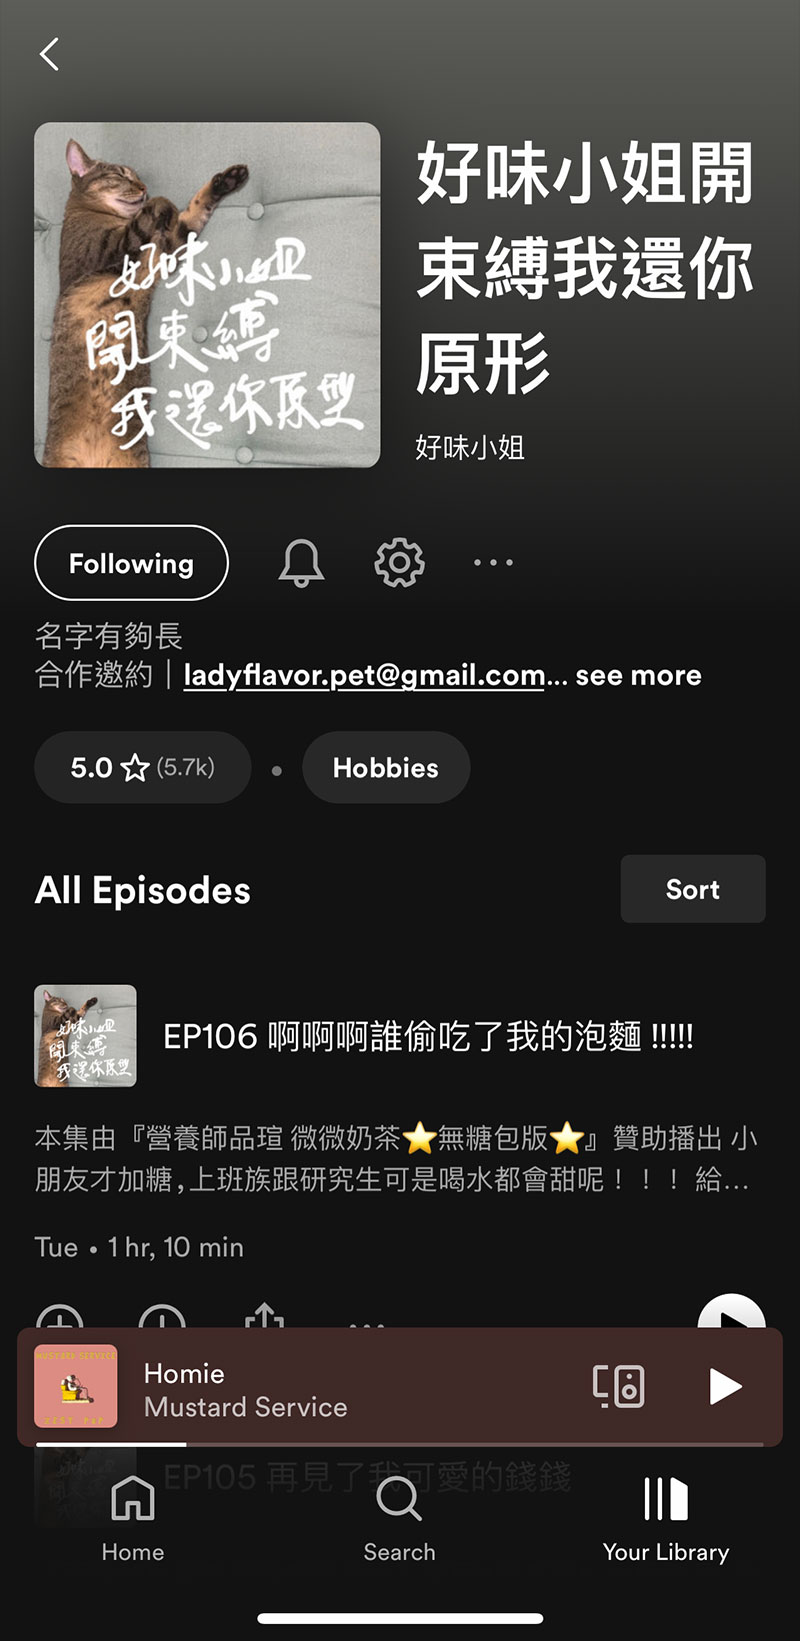 好味小姐
開束縛
我還你原型
好味小姐開
束縛我還你
原形
好味小姐
Following
名字有夠長
合作邀約｜ladyflavor.pet@gmail.com... see more
5.0 (5.7k)
Hobbies
All Episodes
Sort
好味小姐
開束縛
我還你原型
EP106 啊啊啊誰偷吃了我的泡麵 !!!!!
本集由『營養師品瑄 微微奶茶⭐無糖包版⭐』贊助播出 小
朋友才加糖,上班族跟研究生可是喝水都會甜呢！！！ 給...
Tue • 1 hr, 10 min
MUSTARD SERVICE
ZEST POP
Homie
Mustard Service
EP105 再見了我可愛的錢錢
Home
Search
Your Library